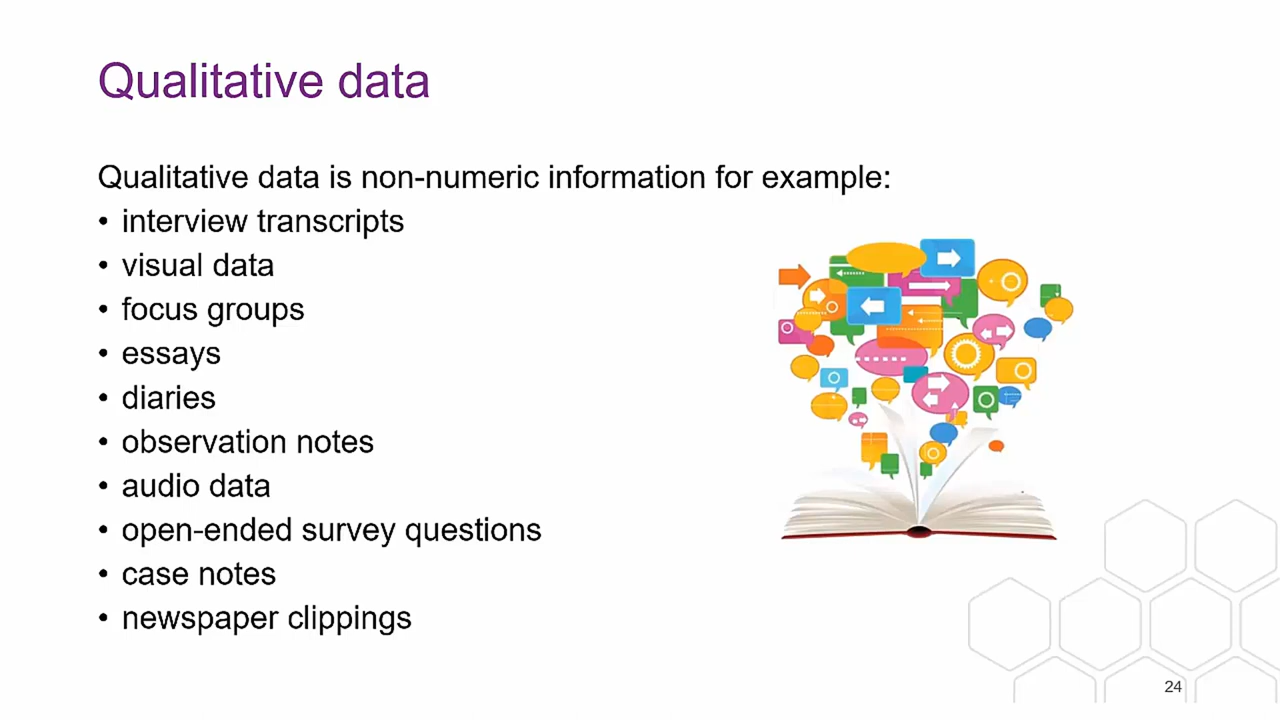 Qualitative data
Qualitative data is non-numeric information for example:
• interview transcripts
• visual data
• focus groups
• essays
• diaries
• observation notes
• audio data
• open-ended survey questions
• case notes
• newspaper clippings
24